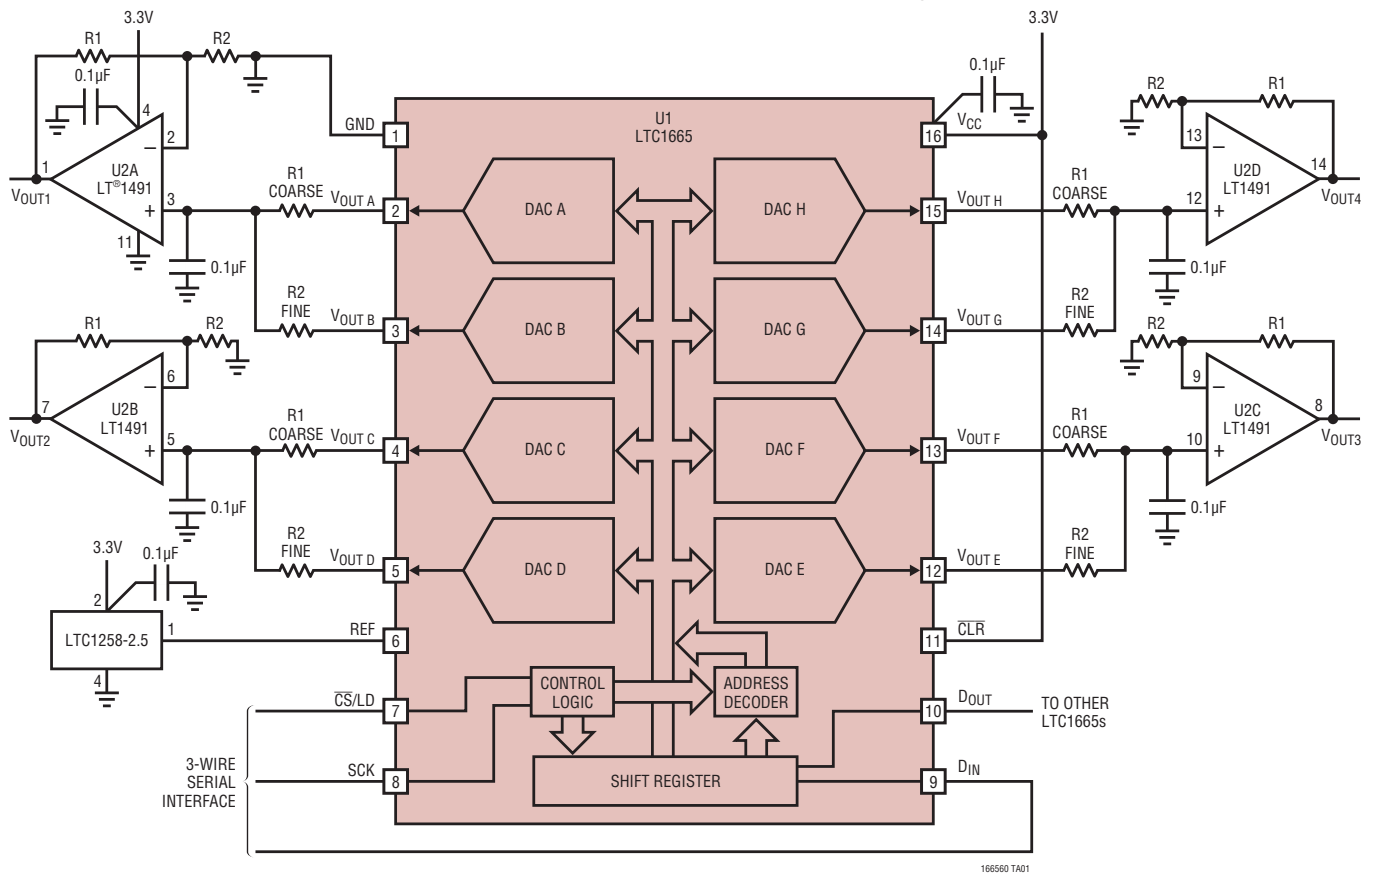 3.3V
R1
R2
0.1µF
4
2
−
1
U2A
LT®1491
VOUT1
3
+
11
0.1µF
R1
COARSE
R2
FINE
GND
1
VOUT A
2
VOUT B
3
R1
R2
6
−
7
U2B
LT1491
VOUT2
5
+
0.1µF
R1
COARSE
VOUT C
4
R2
FINE
VOUT D
5
3.3V
0.1µF
2
LTC1258-2.5
1
4
REF
6
CS/LD
7
SCK
8
3-WIRE
SERIAL
INTERFACE
U1
LTC1665
DAC A
DAC H
DAC B
DAC G
DAC C
DAC F
DAC D
DAC E
CONTROL
LOGIC
ADDRESS
DECODER
SHIFT REGISTER
3.3V
0.1µF
16
VCC
15
VOUT H
R1
COARSE
14
VOUT G
R2
FINE
0.1µF
R2
R1
13
−
U2D
LT1491
14
VOUT4
12
+
13
VOUT F
R1
COARSE
12
VOUT E
R2
FINE
0.1µF
R2
R1
9
−
U2C
LT1491
8
VOUT3
10
+
11
CLR
10
DOUT
TO OTHER
LTC1665s
9
DIN
166560 TA01